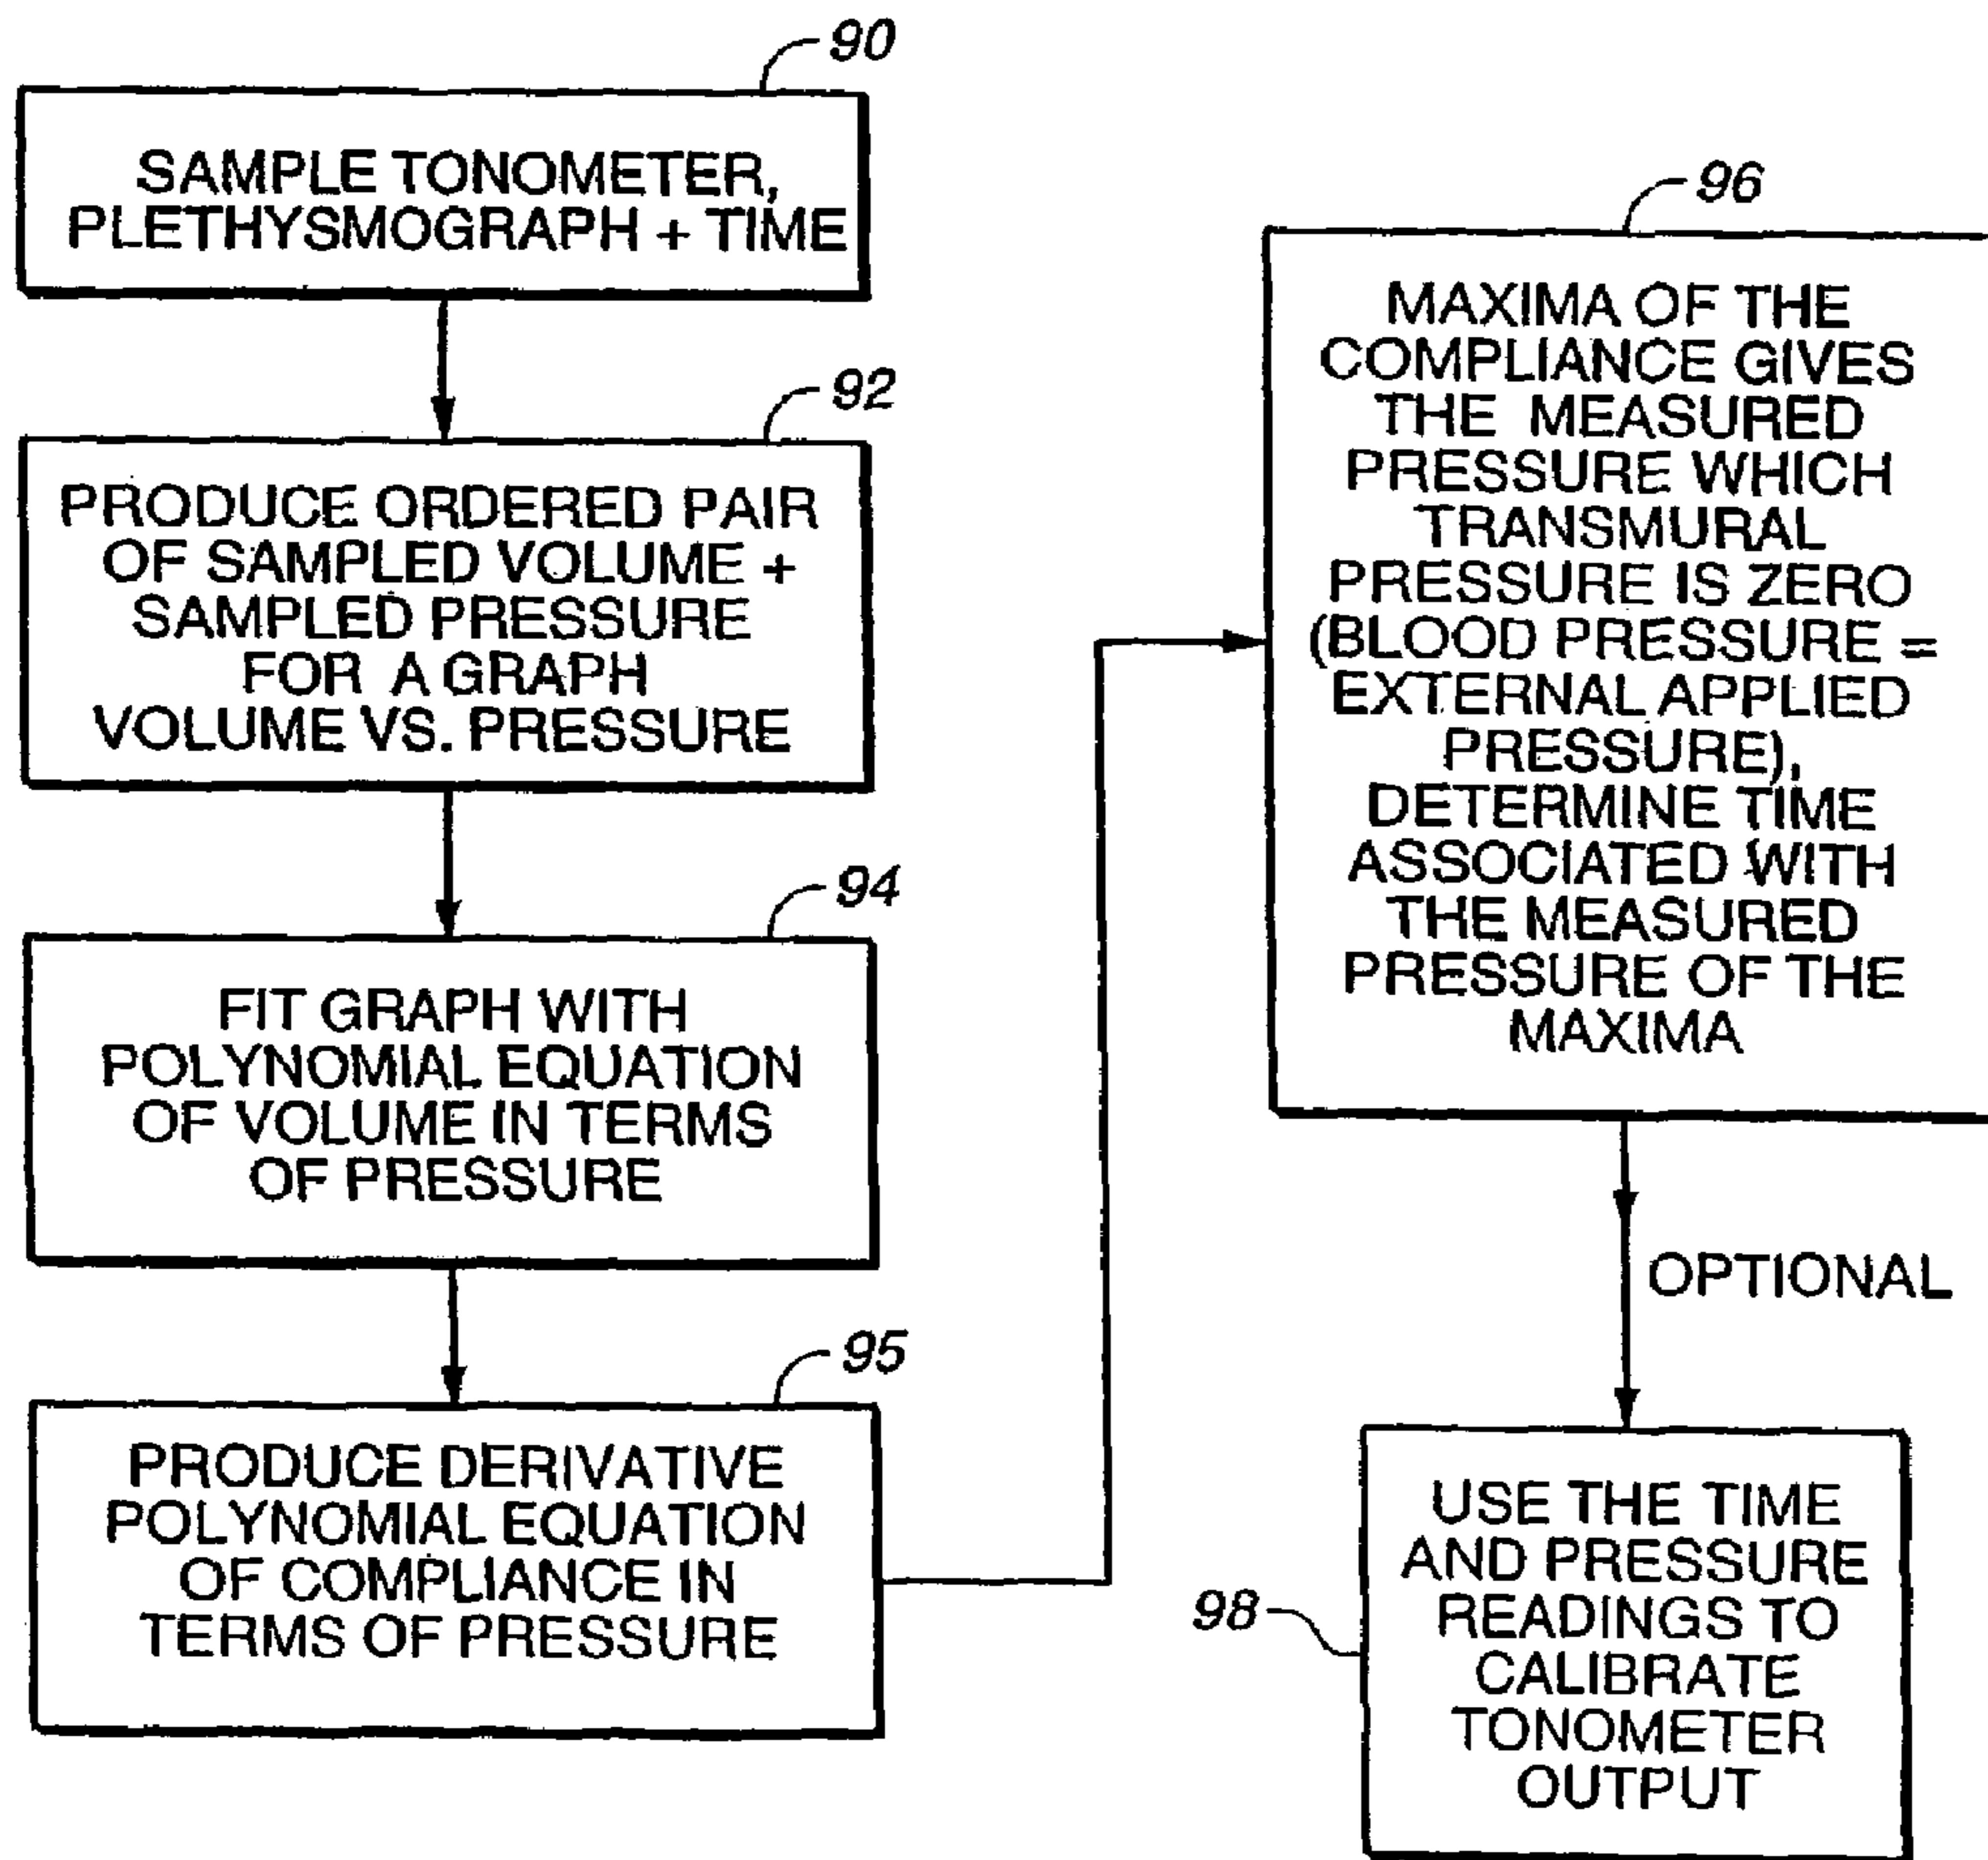 90
SAMPLE TONOMETER,
PLETHYSMOGRAPH + TIME
92
PRODUCE ORDERED PAIR
OF SAMPLED VOLUME +
SAMPLED PRESSURE
FOR A GRAPH
VOLUME VS. PRESSURE
94
FIT GRAPH WITH
POLYNOMIAL EQUATION
OF VOLUME IN TERMS
OF PRESSURE
95
PRODUCE DERIVATIVE
POLYNOMIAL EQUATION
OF COMPLIANCE IN
TERMS OF PRESSURE
96
MAXIMA OF THE
COMPLIANCE GIVES
THE MEASURED
PRESSURE WHICH
TRANSMURAL
PRESSURE IS ZERO
(BLOOD PRESSURE =
EXTERNAL APPLIED
PRESSURE),
DETERMINE TIME
ASSOCIATED WITH
THE MEASURED
PRESSURE OF THE
MAXIMA
OPTIONAL
98
USE THE TIME
AND PRESSURE
READINGS TO
CALIBRATE
TONOMETER
OUTPUT